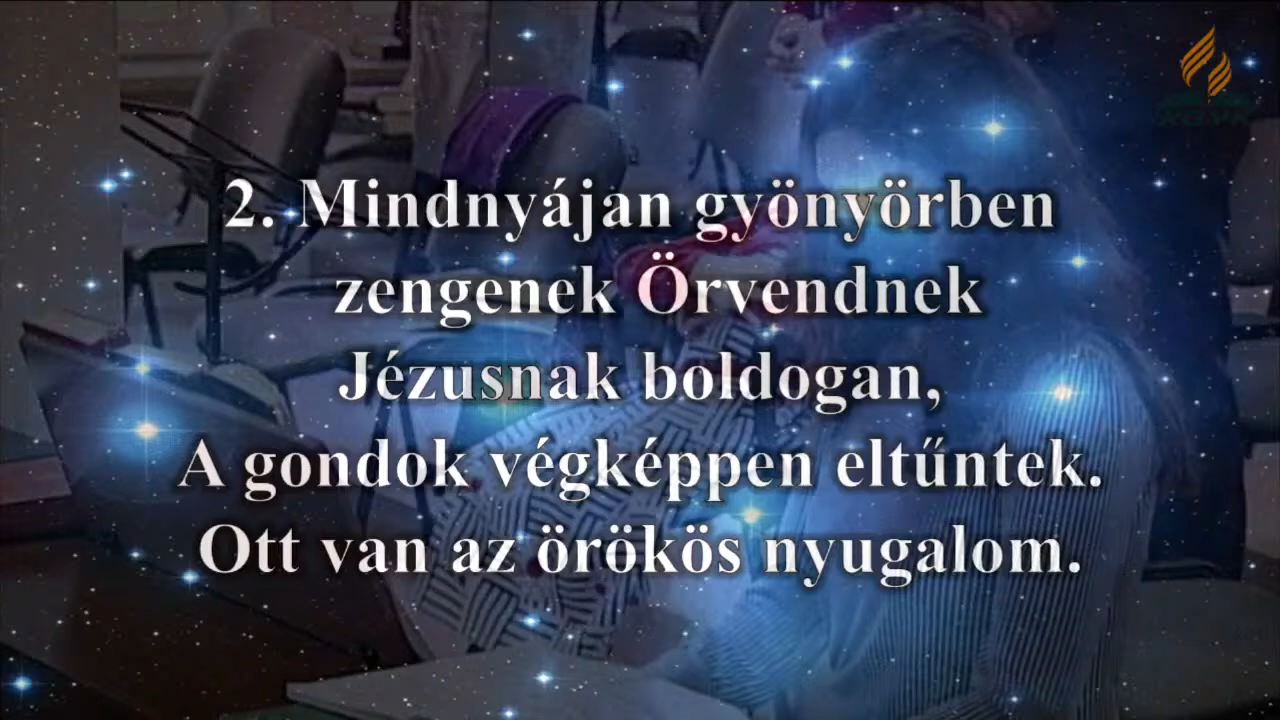 2. Mindnyájan gyönyörben
zengenek Örvendnek
Jézusnak boldogan,
A gondok végképpen eltűntek.
Ott van az örökös nyugalom.